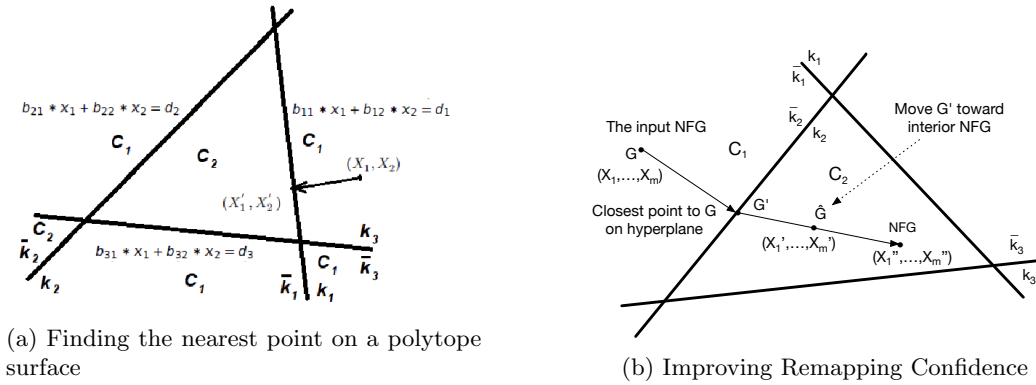 b₂₁ * x₁ + b₂₂ * x₂ = d₂
b₁₁ * x₁ + b₁₂ * x₂ = d₁
C₁
C₂
C₁
(X₁, X₂)
(X₁′, X₂′)
C₂
k̄₂
k₂
b₃₁ * x₁ + b₃₂ * x₂ = d₃
C₁
k̄₁
k₁
C₁
k₃
k̄₃
(a) Finding the nearest point on a polytope
surface
k₁
k̄₁
k̄₂
k₂
Move G' toward
interior NFG
The input NFG
G
(X₁,...,Xₘ)
C₁
C₂
Closest point to G
on hyperplane
G'
Ĝ
(X₁',...,Xₘ')
NFG
(X₁",...,Xₘ")
k̄₃
k₃
(b) Improving Remapping Confidence